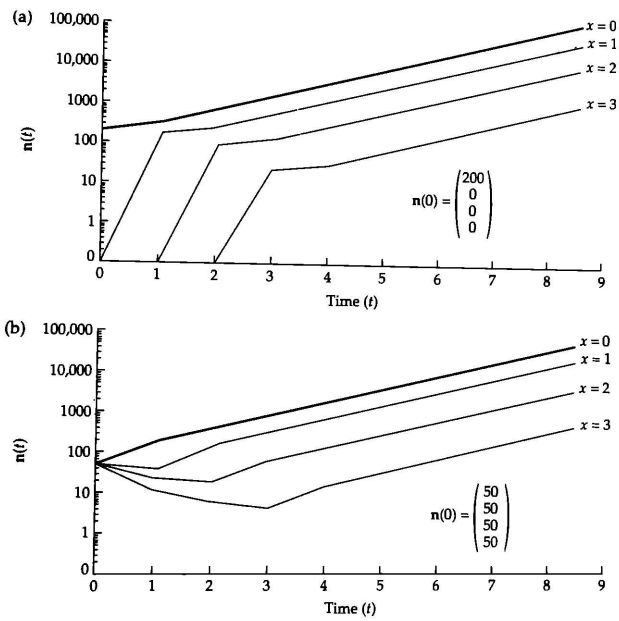 (a)
100,000
10,000
1000
100
10
1
0
n(t)
x = 0
x = 1
x = 2
x = 3
n(0) = (200
0
0
0)
0 1 2 3 4 5 6 7 8 9
Time (t)
(b)
100,000
10,000
1000
100
10
1
0
n(t)
x = 0
x = 1
x = 2
x = 3
n(0) = (50
50
50
50)
0 1 2 3 4 5 6 7 8 9
Time (t)